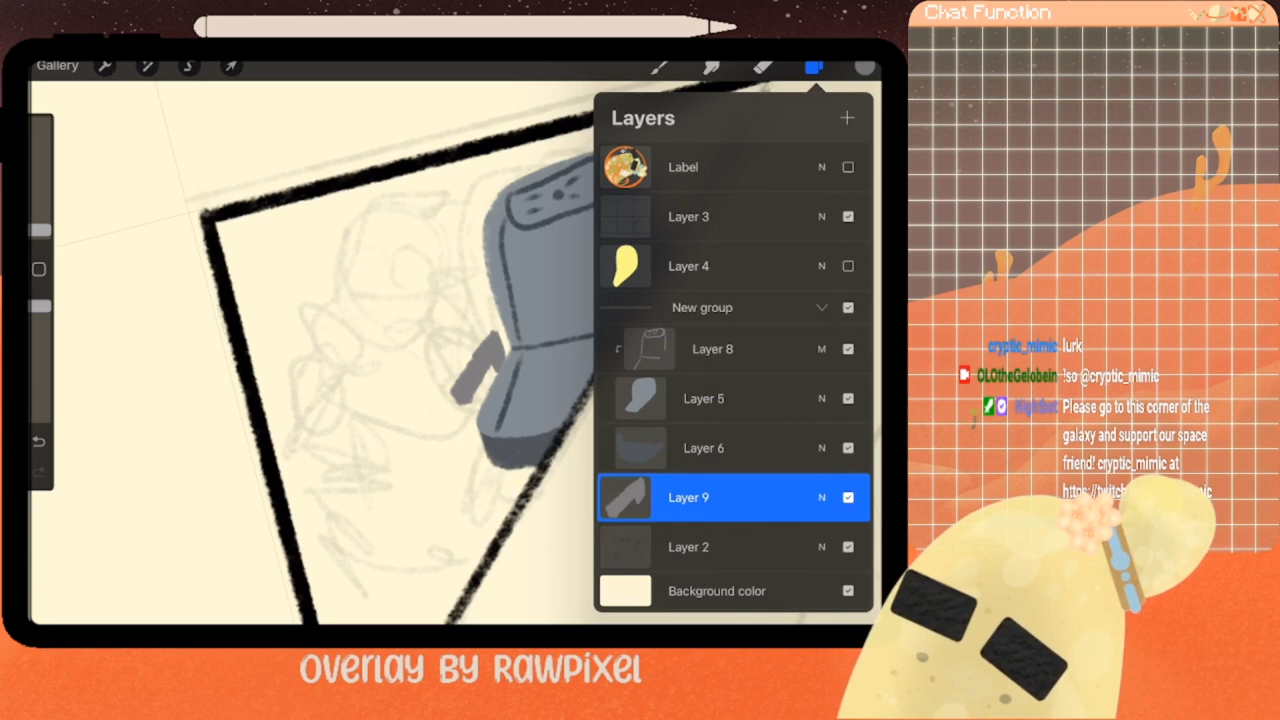 Chat Function
Gallery
Layers
Label N
Layer 3 N
Layer 4 N
New group
Layer 8 M
Layer 5 N
Layer 6 N
Layer 9 N
Layer 2 N
Background color
cryptic_mimic lurk
OLOtheGelobein !so @cryptic_mimic
Nightbot Please go to this corner of the
galaxy and support our space
friend! cryptic_mimic at
Overlay by Rawpixel